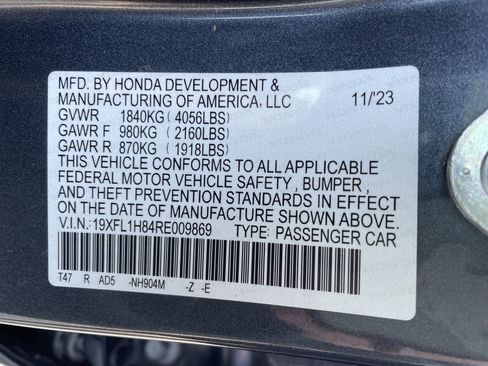 MFD. BY HONDA DEVELOPMENT &
MANUFACTURING OF AMERICA, LLC 11/'23
GVWR 1840KG ( 4056LBS)
GAWR F 980KG ( 2160LBS)
GAWR R 870KG ( 1918LBS)
THIS VEHICLE CONFORMS TO ALL APPLICABLE
FEDERAL MOTOR VEHICLE SAFETY , BUMPER ,
AND THEFT PREVENTION STANDARDS IN EFFECT
ON THE DATE OF MANUFACTURE SHOWN ABOVE.
V.I.N.: 19XFL1H84RE009869 TYPE: PASSENGER CAR
T47 R AD5 -NH904M -Z -E